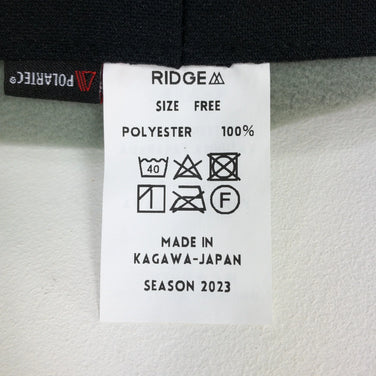 RIDGE
SIZE FREE
POLYESTER 100%
40
F
MADE IN
KAGAWA-JAPAN
SEASON 2023
POLARTEC®